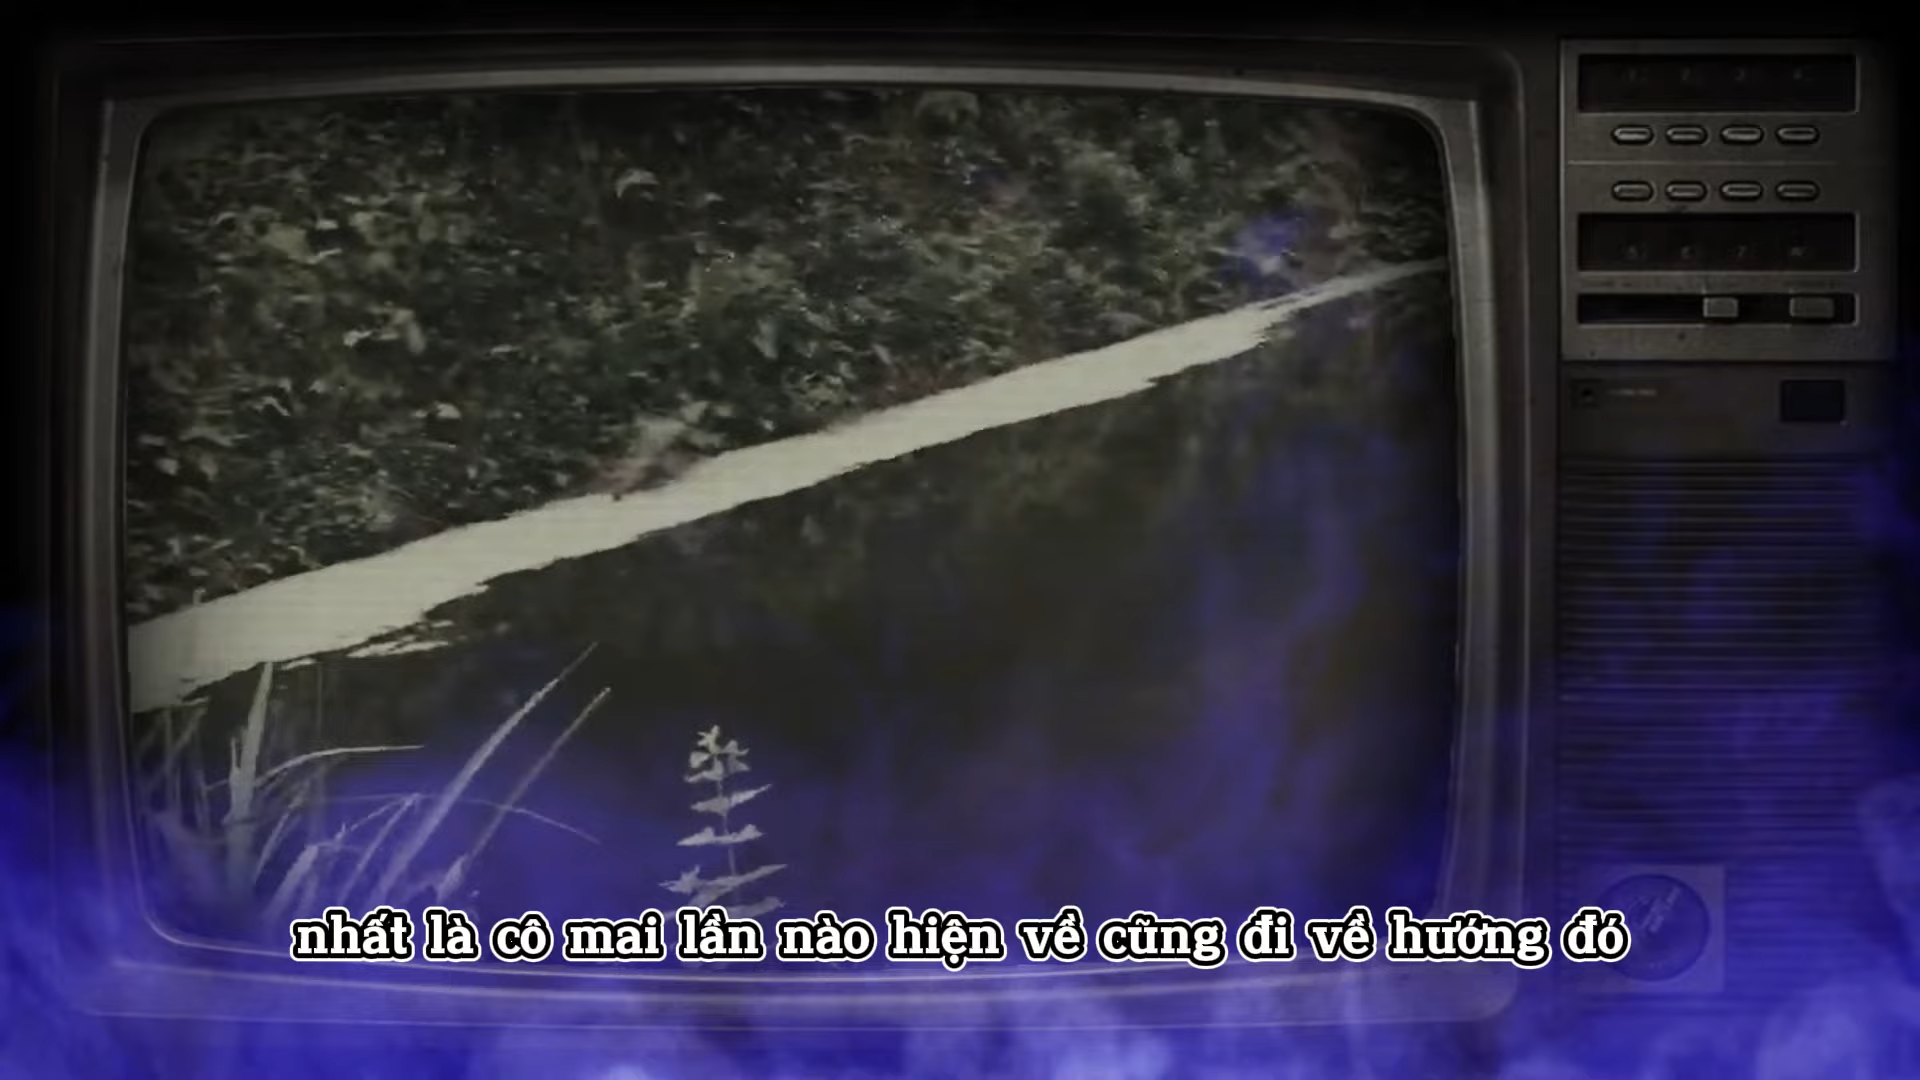 nhất là cô mai lần nào hiện về cũng đi về hướng đó